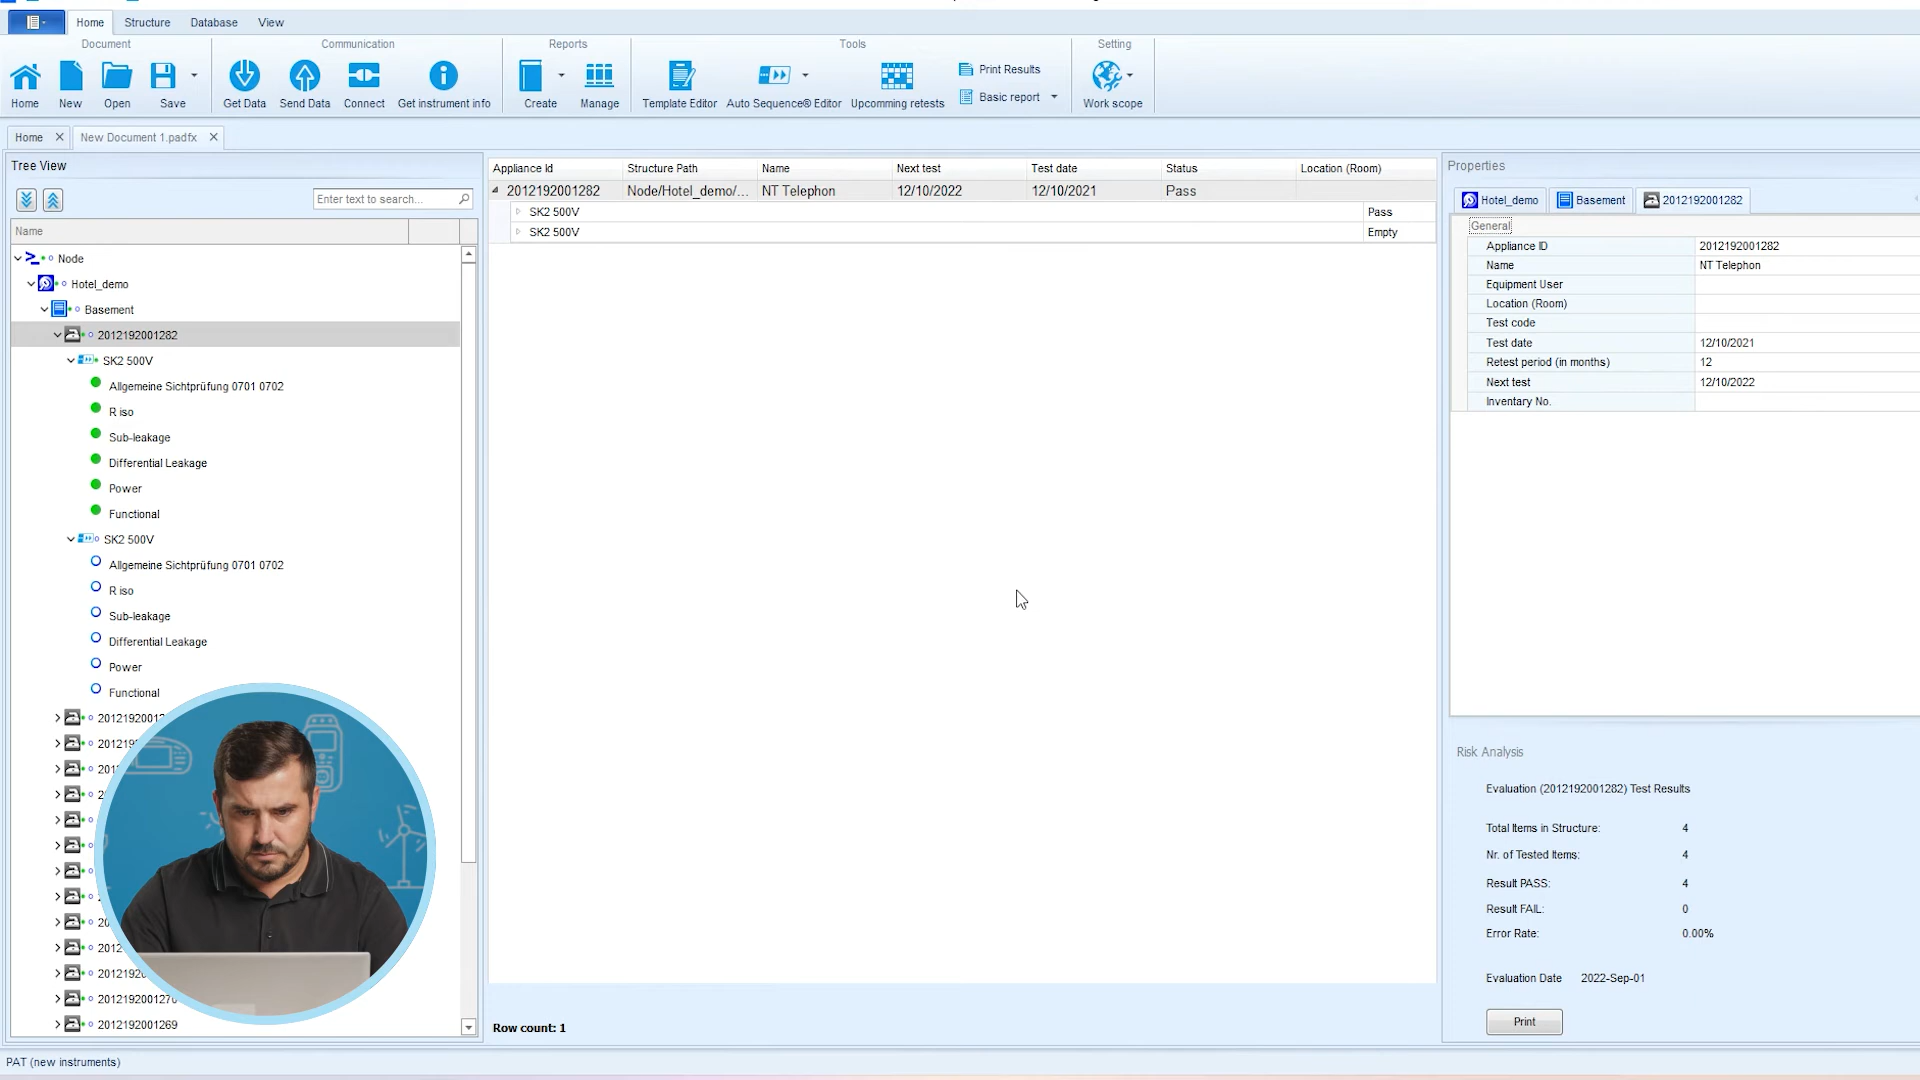 Home Structure Database View
Document Communication Reports Tools Setting
Home New Open Save Get Data Send Data Connect Get instrument info Create Manage Template Editor Auto Sequence® Editor Upcomming retests Print Results Basic report Work scope
Home New Document 1.padfx
Tree View
Enter text to search...
Name
Node
Hotel_demo
Basement
2012192001282
SK2 500V
Allgemeine Sichtprüfung 0701 0702
R iso
Sub-leakage
Differential Leakage
Power
Functional
SK2 500V
Allgemeine Sichtprüfung 0701 0702
R iso
Sub-leakage
Differential Leakage
Power
Functional
2012192001269
Appliance Id Structure Path Name Next test Test date Status Location (Room)
2012192001282 Node/Hotel_demo/... NT Telephon 12/10/2022 12/10/2021 Pass
SK2 500V Pass
SK2 500V Empty
Row count: 1
Properties
Hotel_demo Basement 2012192001282
General
Appliance ID 2012192001282
Name NT Telephon
Equipment User
Location (Room)
Test code
Test date 12/10/2021
Retest period (in months) 12
Next test 12/10/2022
Inventory No.
Risk Analysis
Evaluation (2012192001282) Test Results
Total Items in Structure: 4
Nr. of Tested Items: 4
Result PASS: 4
Result FAIL: 0
Error Rate: 0.00%
Evaluation Date 2022-Sep-01
Print
PAT (new instruments)